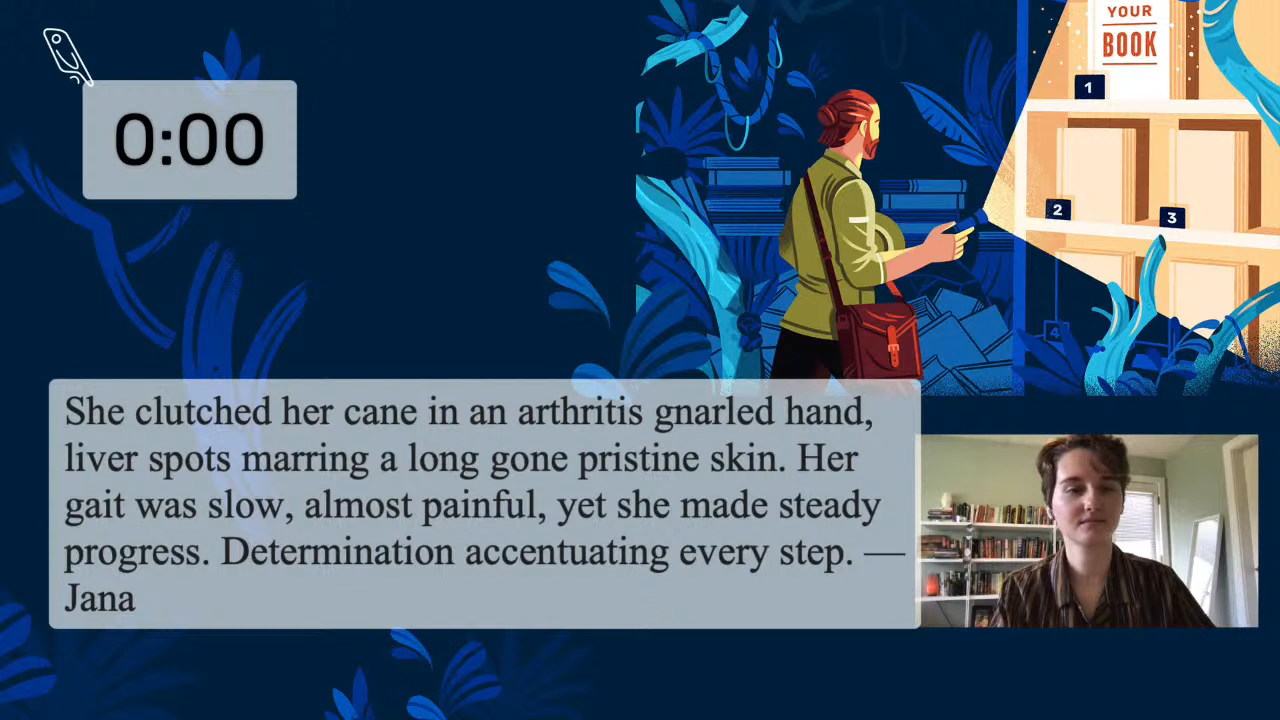 0:00
YOUR
BOOK
1
2
3
4
She clutched her cane in an arthritis gnarled hand,
liver spots marring a long gone pristine skin. Her
gait was slow, almost painful, yet she made steady
progress. Determination accentuating every step. —
Jana